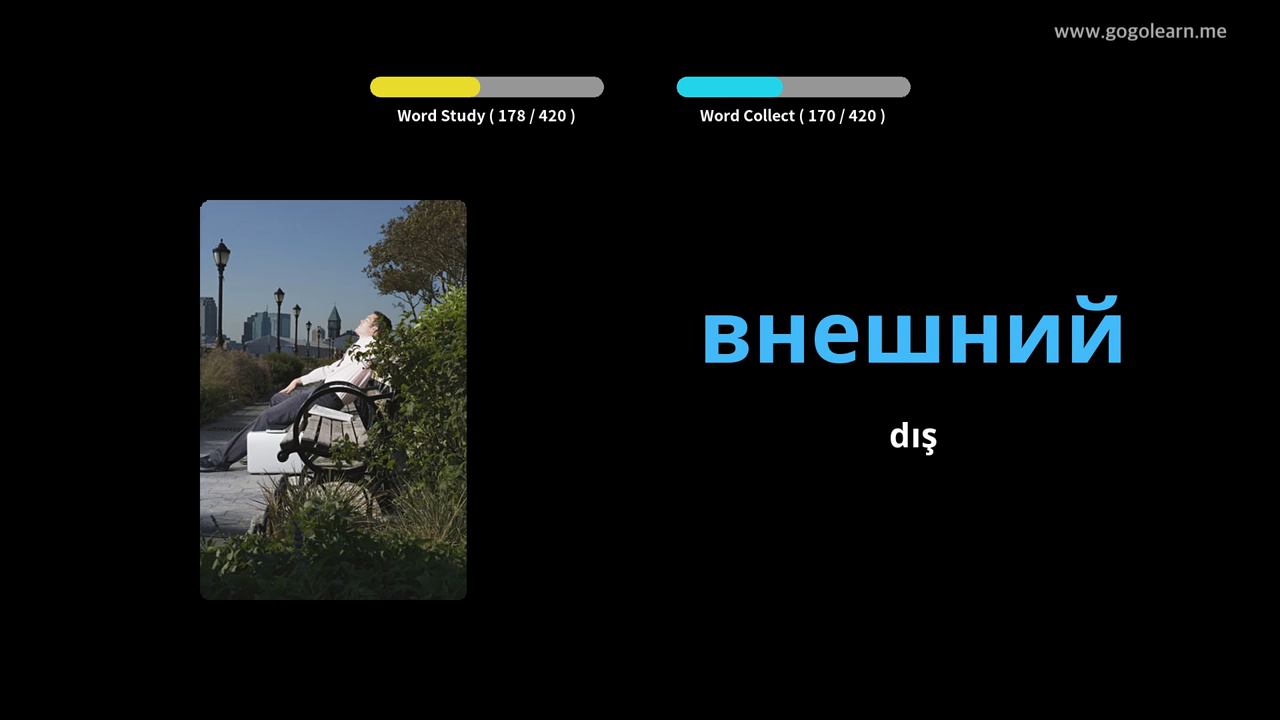 www.gogolearn.me
Word Study ( 178 / 420 )
Word Collect ( 170 / 420 )
внешний
dış